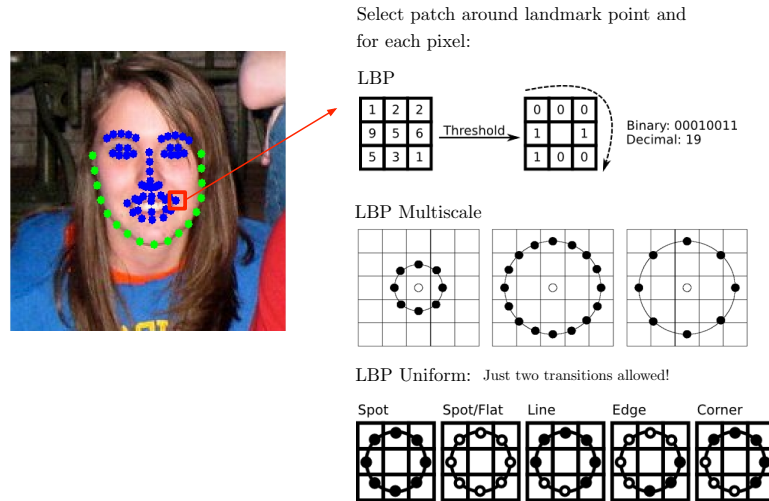 Select patch around landmark point and
for each pixel:
LBP
1 2 2
9 5 6
5 3 1
Threshold
0 0 0
1 1
1 0 0
Binary: 00010011
Decimal: 19
LBP Multiscale
LBP Uniform: Just two transitions allowed!
Spot Spot/Flat Line Edge Corner